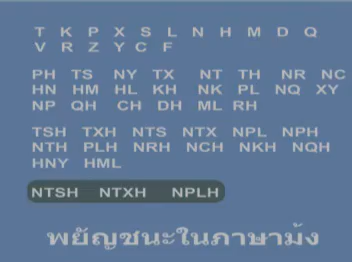 T K P X S L N H M D Q
V R Z Y C F
PH TS NY TX NT TH NR NC
HN HM HL KH NK PL NQ XY
NP QH CH DH ML RH
TSH TXH NTS NTX NPL NPH
NTH PLH NRH NCH NKH NQH
HNY HML
NTSH NTXH NPLH
พยัญชนะในภาษาม้ง